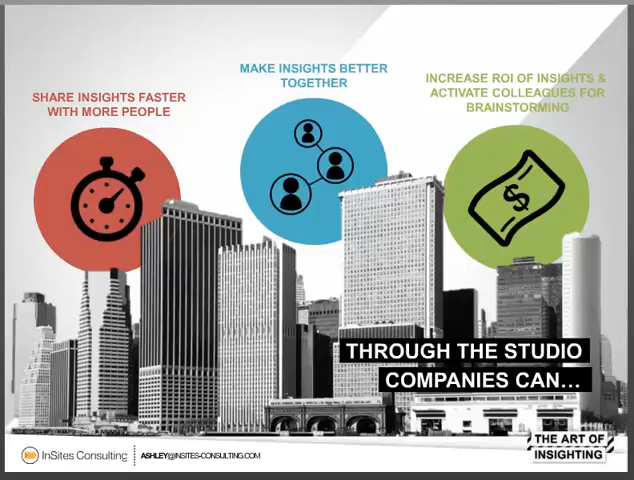 SHARE INSIGHTS FASTER
WITH MORE PEOPLE
MAKE INSIGHTS BETTER
TOGETHER
INCREASE ROI OF INSIGHTS &
ACTIVATE COLLEAGUES FOR
BRAINSTORMING
$
THROUGH THE STUDIO
COMPANIES CAN...
InSites Consulting
ASHLEY@INSITES-CONSULTING.COM
THE ART OF
INSIGHTING